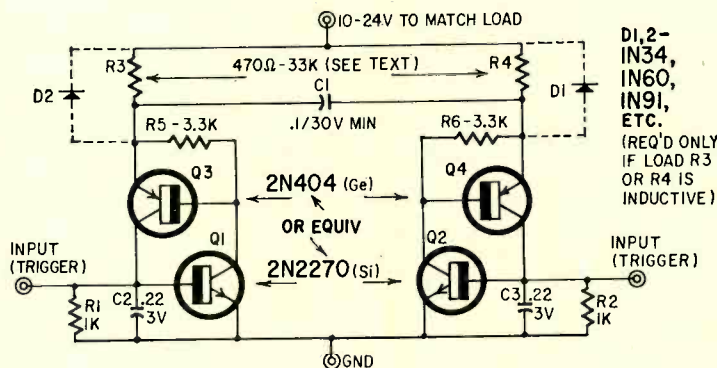 10-24V TO MATCH LOAD
R3
470Ω-33K (SEE TEXT)
R4
C1
.1/30V MIN
D2
D1
D1,2-
IN34,
IN60,
IN91,
ETC.
(REQ'D ONLY
IF LOAD R3
OR R4 IS
INDUCTIVE)
R5-3.3K
R6-3.3K
Q3
Q4
2N404 (Ge)
OR EQUIV
2N2270 (Si)
Q1
Q2
INPUT
(TRIGGER)
INPUT
(TRIGGER)
R1
1K
C2 .22
3V
C3 .22
3V
R2
1K
GND